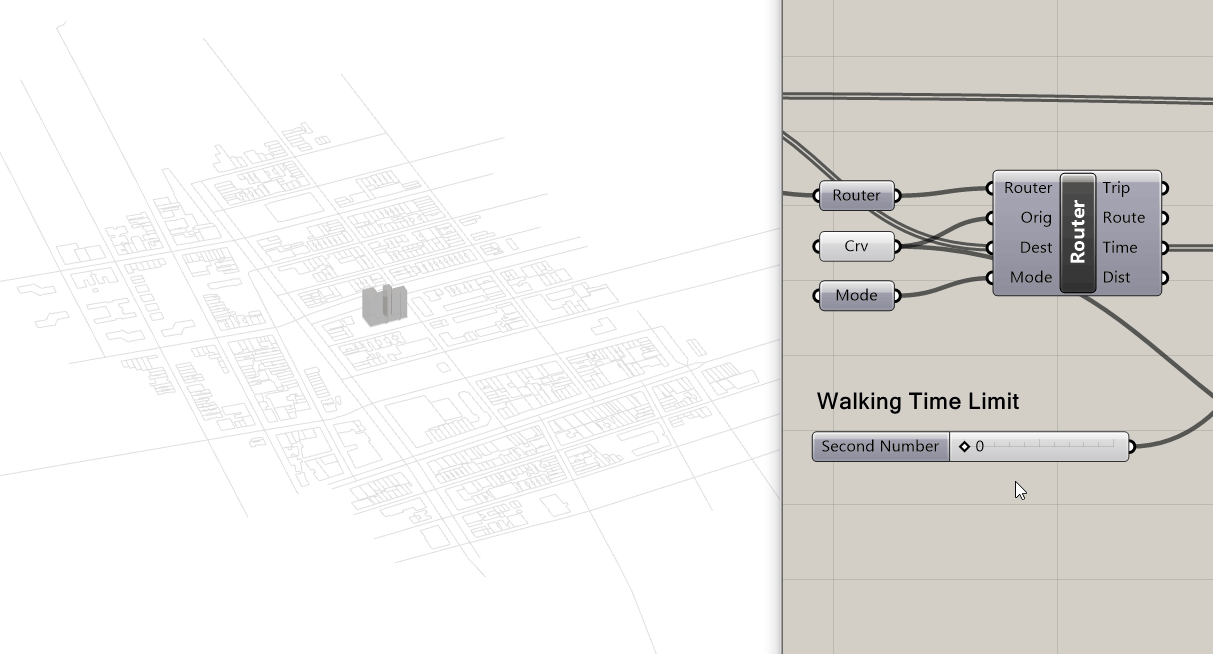 Router
Crv
Mode
Router
Orig
Dest
Mode
Router
Trip
Route
Time
Dist
Walking Time Limit
Second Number
0